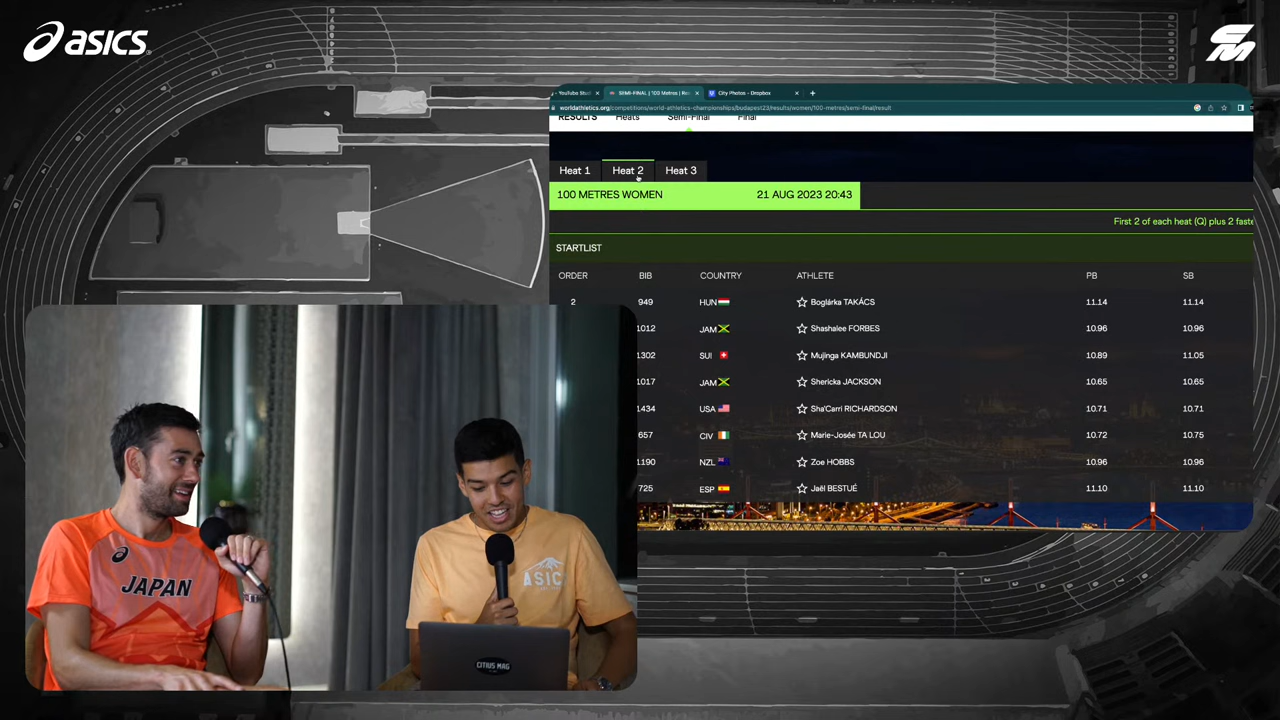 asics
SM
YouTube Stud
SEMI-FINAL | 100 Metres | Res
City Photos - Dropbox
worldathletics.org/competitions/world-athletics-championships/budapest23/results/women/100-metres/semi-final/result
RESULTS Heats Semi-Final Final
Heat 1 Heat 2 Heat 3
100 METRES WOMEN 21 AUG 2023 20:43
First 2 of each heat (Q) plus 2 faste
STARTLIST
ORDER BIB COUNTRY ATHLETE PB SB
2 949 HUN Boglárka TAKÁCS 11.14 11.14
1012 JAM Shashalee FORBES 10.96 10.96
1302 SUI Mujinga KAMBUNDJI 10.89 11.05
1017 JAM Shericka JACKSON 10.65 10.65
1434 USA Sha'Carri RICHARDSON 10.71 10.71
657 CIV Marie-Josée TA LOU 10.72 10.75
1190 NZL Zoe HOBBS 10.96 10.96
725 ESP Jaël BESTUÉ 11.10 11.10
JAPAN
ASICS
CITIUS MAG